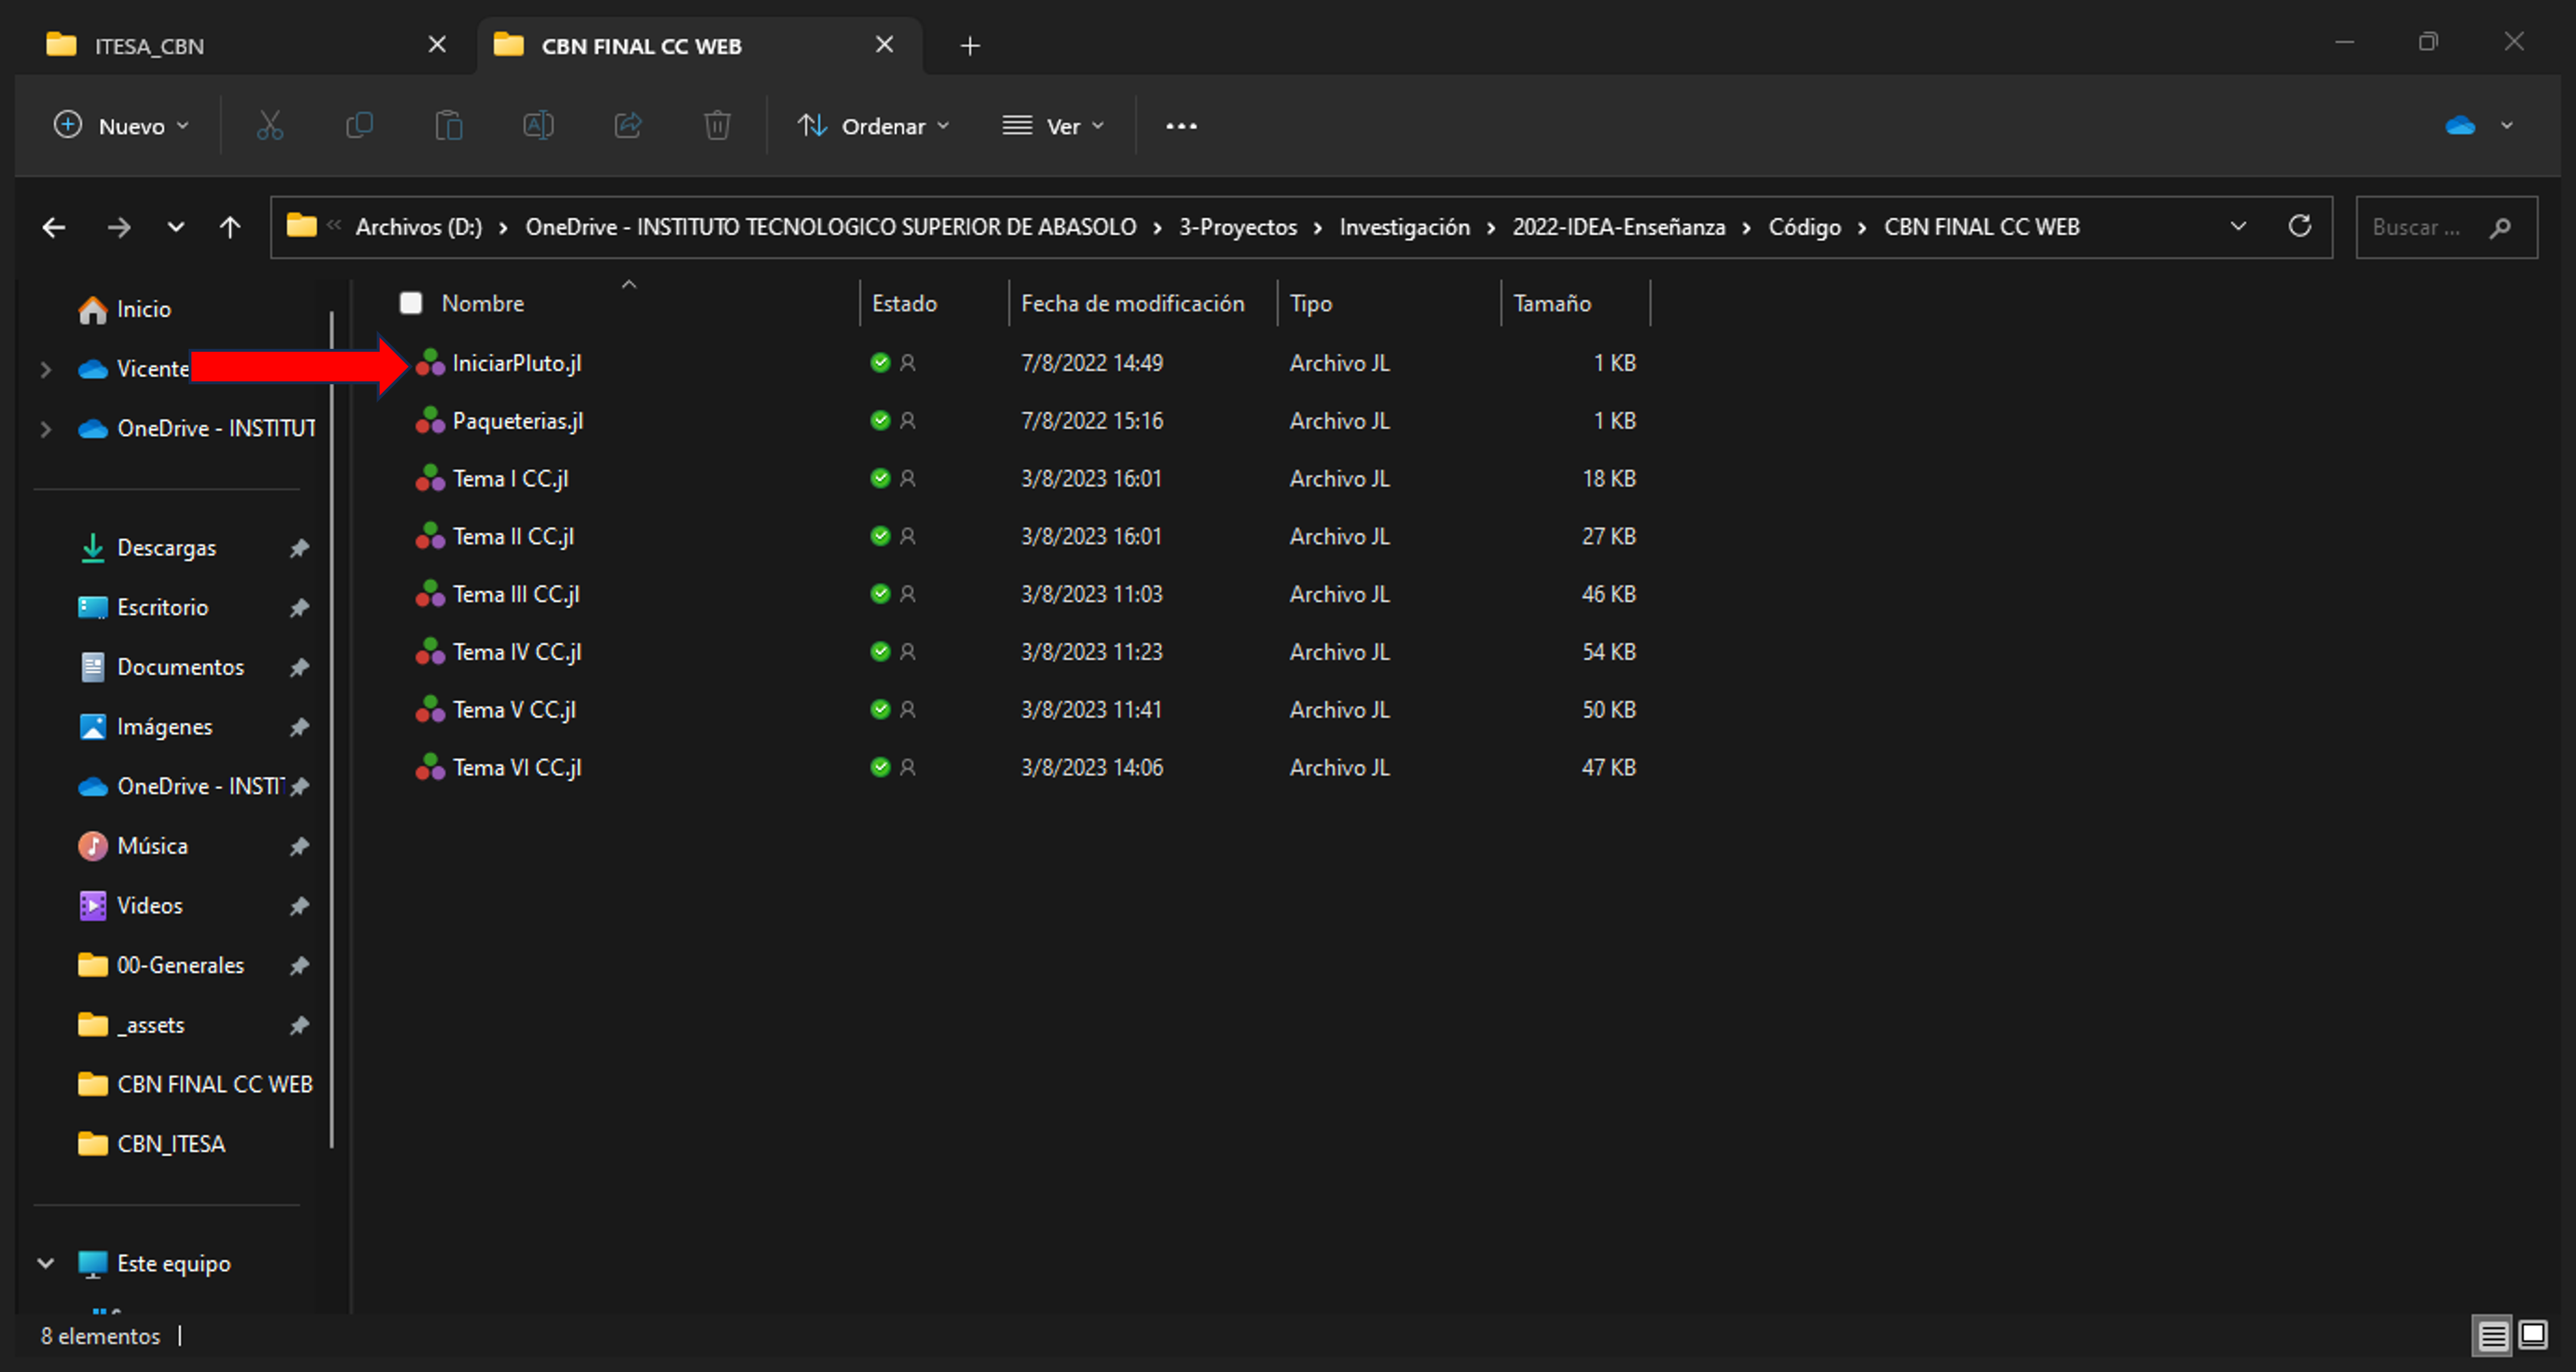 ITESA_CBN
CBN FINAL CC WEB
Nuevo
Ordenar
Ver
Archivos (D:) › OneDrive - INSTITUTO TECNOLOGICO SUPERIOR DE ABASOLO › 3-Proyectos › Investigación › 2022-IDEA-Enseñanza › Código › CBN FINAL CC WEB
Buscar ...
Inicio
Vicente
OneDrive - INSTITUT
Descargas
Escritorio
Documentos
Imágenes
OneDrive - INSTIT
Música
Videos
00-Generales
_assets
CBN FINAL CC WEB
CBN_ITESA
Este equipo
Nombre Estado Fecha de modificación Tipo Tamaño
IniciarPluto.jl 7/8/2022 14:49 Archivo JL 1 KB
Paqueterias.jl 7/8/2022 15:16 Archivo JL 1 KB
Tema I CC.jl 3/8/2023 16:01 Archivo JL 18 KB
Tema II CC.jl 3/8/2023 16:01 Archivo JL 27 KB
Tema III CC.jl 3/8/2023 11:03 Archivo JL 46 KB
Tema IV CC.jl 3/8/2023 11:23 Archivo JL 54 KB
Tema V CC.jl 3/8/2023 11:41 Archivo JL 50 KB
Tema VI CC.jl 3/8/2023 14:06 Archivo JL 47 KB
8 elementos